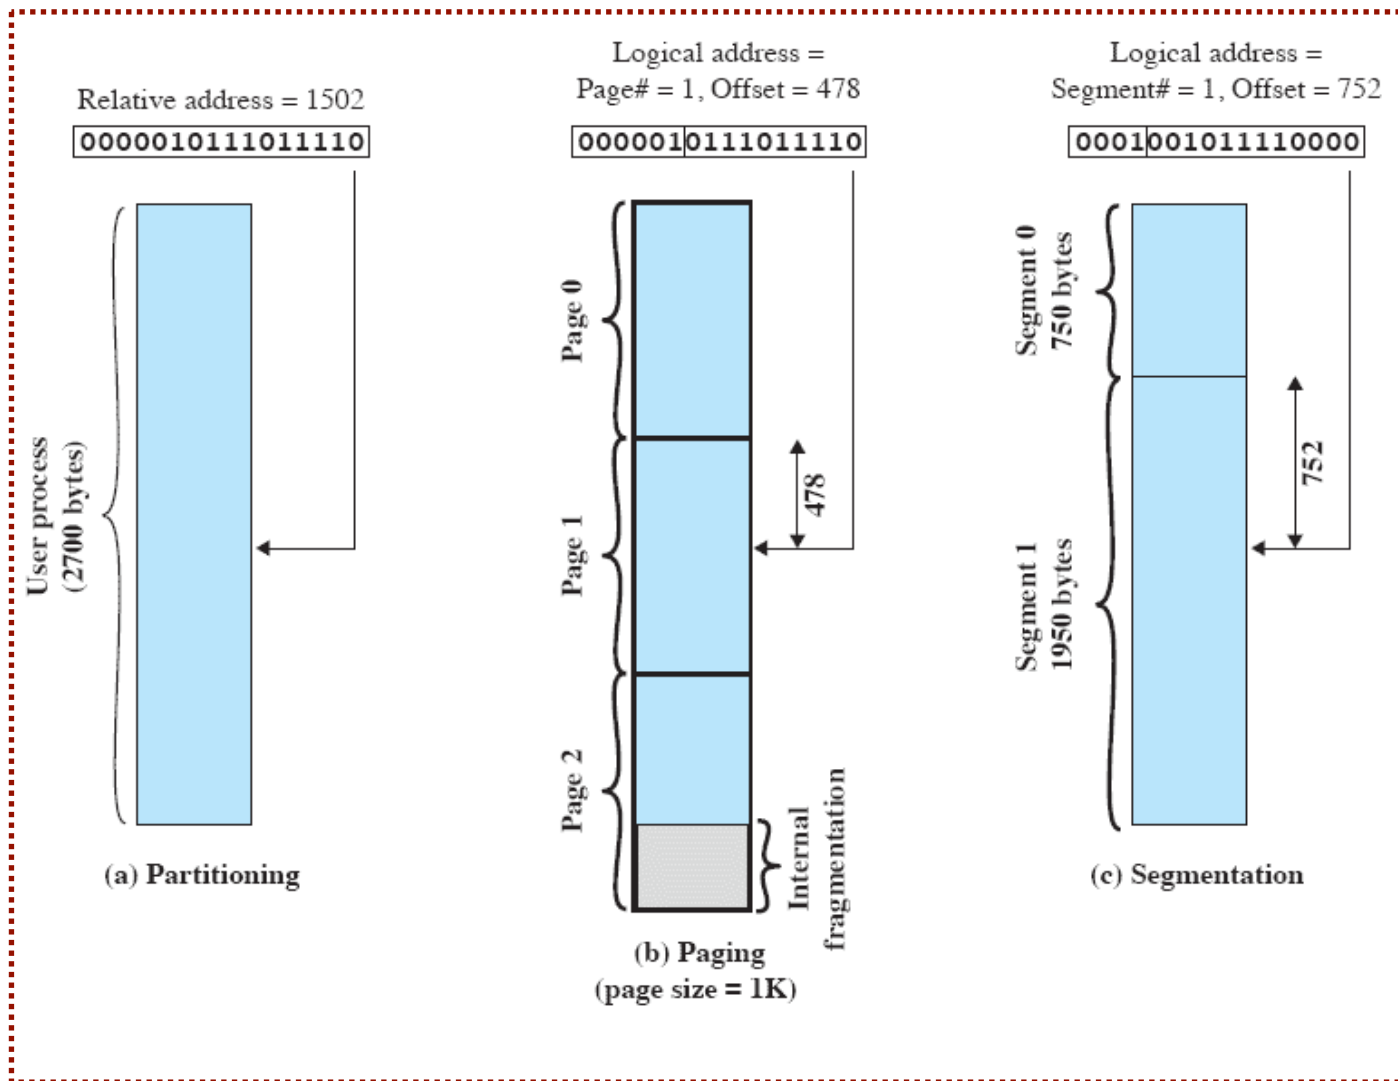 Relative address = 1502
0000010111011110
User process
(2700 bytes)
(a) Partitioning
Logical address =
Page# = 1, Offset = 478
0000010111011110
Page 0
Page 1
Page 2
478
Internal
fragmentation
(b) Paging
(page size = 1K)
Logical address =
Segment# = 1, Offset = 752
0001001011110000
Segment 0
750 bytes
Segment 1
1950 bytes
752
(c) Segmentation